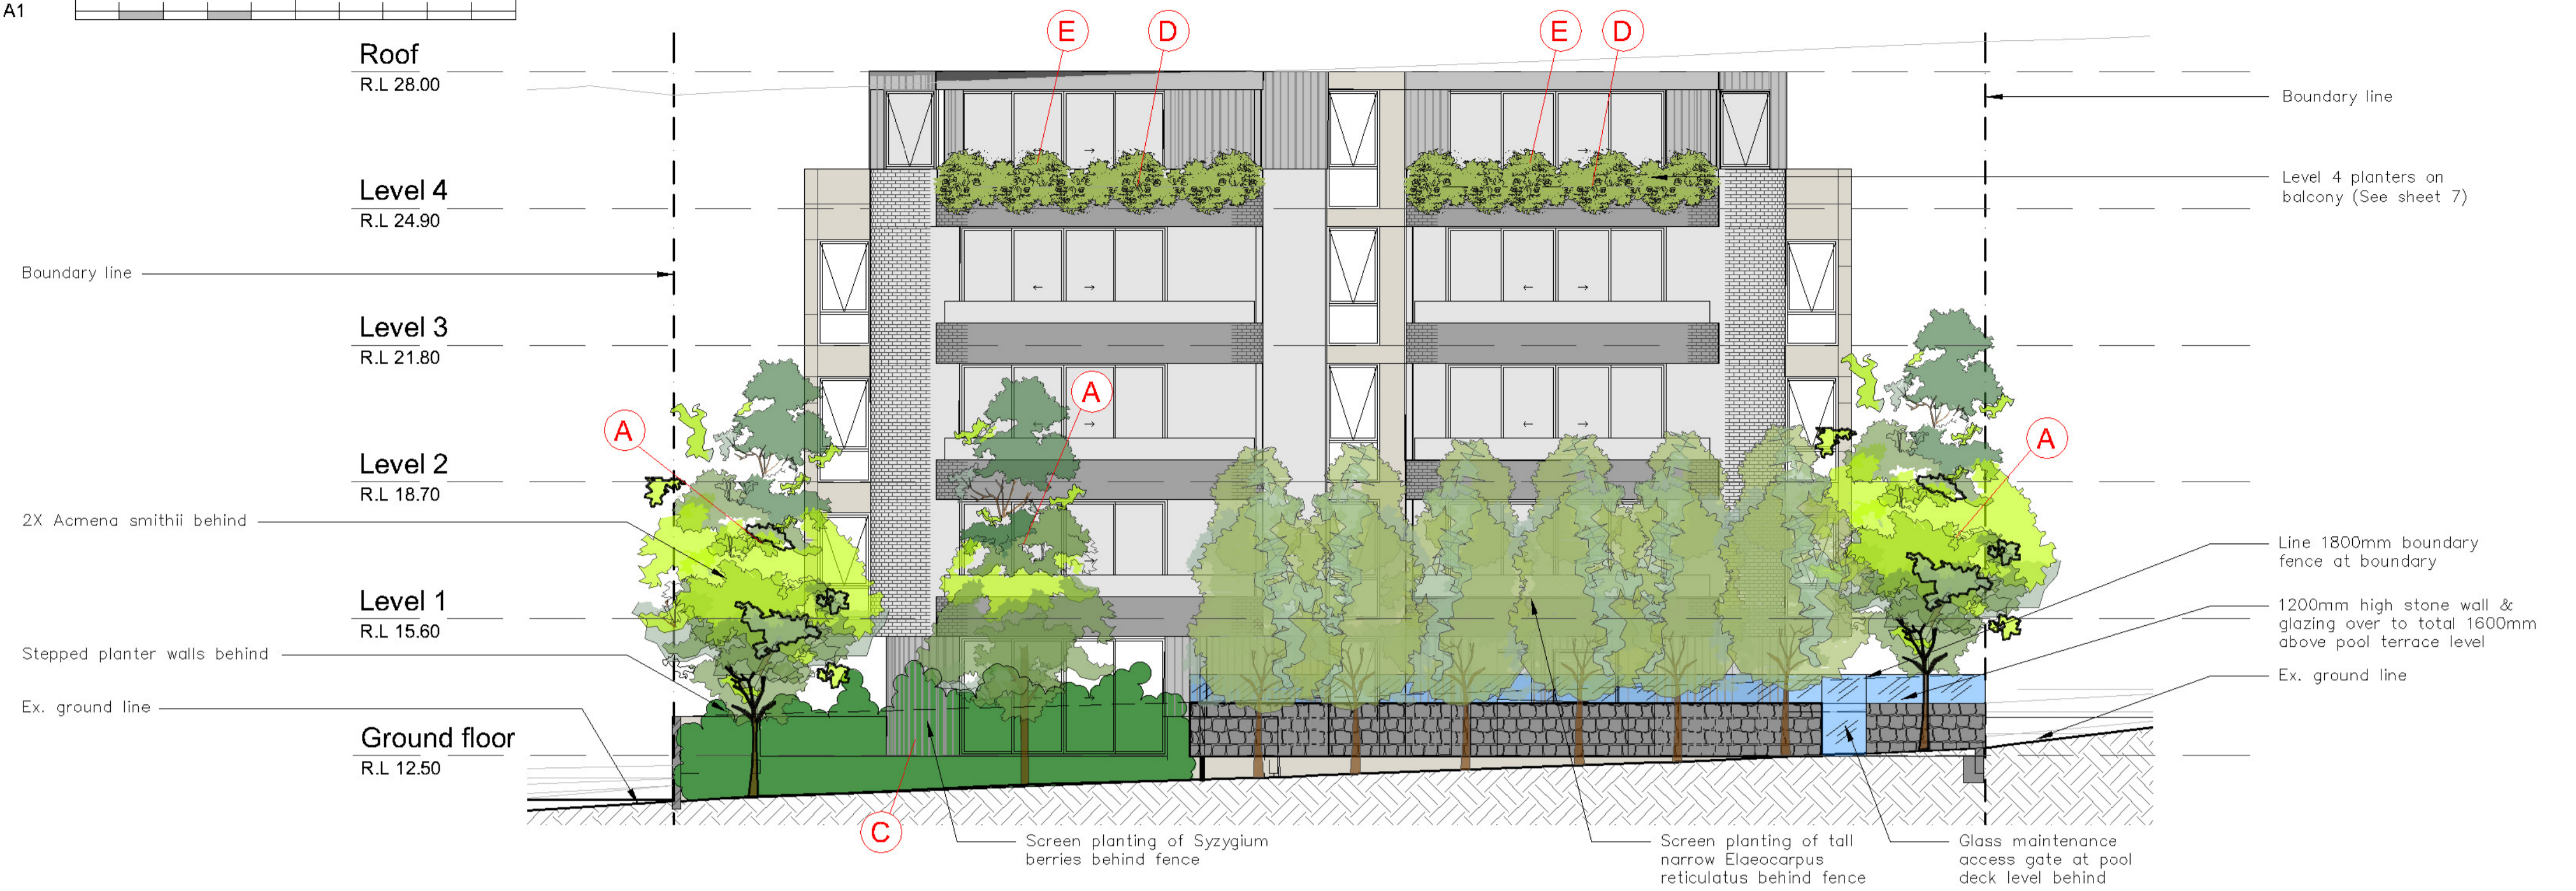 A1
E
D
E
D
Roof
R.L 28.00
Boundary line
Level 4
R.L 24.90
Level 4 planters on
balcony (See sheet 7)
Boundary line
Level 3
R.L 21.80
A
A
A
Level 2
R.L 18.70
2X Acmena smithii behind
Line 1800mm boundary
fence at boundary
Level 1
R.L 15.60
1200mm high stone wall &
glazing over to total 1600mm
above pool terrace level
Stepped planter walls behind
Ex. ground line
Ex. ground line
Ground floor
R.L 12.50
C
Screen planting of Syzygium
berries behind fence
Screen planting of tall
narrow Elaeocarpus
reticulatus behind fence
Glass maintenance
access gate at pool
deck level behind